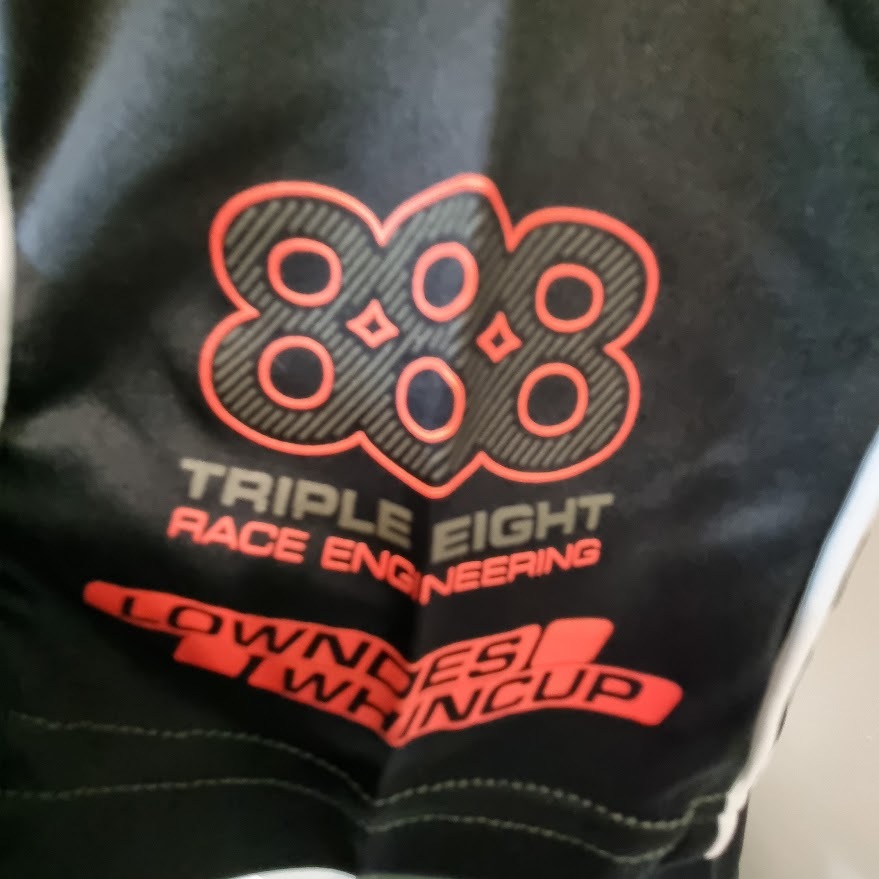 888
TRIPLE EIGHT
RACE ENGINEERING
LOWNDES
WHINCUP